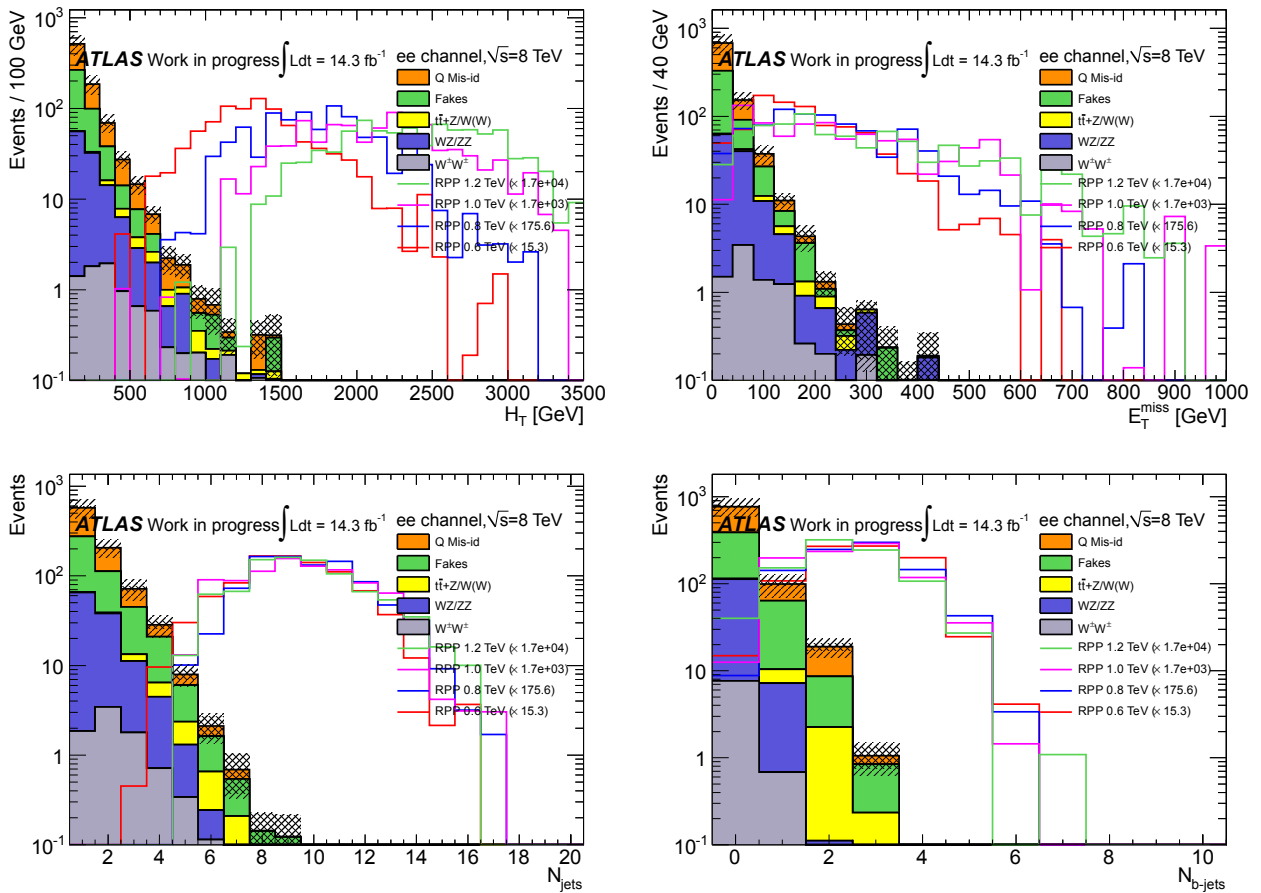 Events / 100 GeV
10³
10²
10
1
10⁻¹
ATLAS Work in progress ∫ Ldt = 14.3 fb⁻¹ ee channel,√s=8 TeV
Q Mis-id
Fakes
tt̄+Z/W(W)
WZ/ZZ
W±W±
RPP 1.2 TeV (× 1.7e+04)
RPP 1.0 TeV (× 1.7e+03)
RPP 0.8 TeV (× 175.6)
RPP 0.6 TeV (× 15.3)
500 1000 1500 2000 2500 3000 3500
H_T [GeV]
Events / 40 GeV
10³
10²
10
1
10⁻¹
ATLAS Work in progress ∫ Ldt = 14.3 fb⁻¹ ee channel,√s=8 TeV
Q Mis-id
Fakes
tt̄+Z/W(W)
WZ/ZZ
W±W±
RPP 1.2 TeV (× 1.7e+04)
RPP 1.0 TeV (× 1.7e+03)
RPP 0.8 TeV (× 175.6)
RPP 0.6 TeV (× 15.3)
0 100 200 300 400 500 600 700 800 900 1000
E_T^miss [GeV]
Events
10³
10²
10
1
10⁻¹
ATLAS Work in progress ∫ Ldt = 14.3 fb⁻¹ ee channel,√s=8 TeV
Q Mis-id
Fakes
tt̄+Z/W(W)
WZ/ZZ
W±W±
RPP 1.2 TeV (× 1.7e+04)
RPP 1.0 TeV (× 1.7e+03)
RPP 0.8 TeV (× 175.6)
RPP 0.6 TeV (× 15.3)
2 4 6 8 10 12 14 16 18 20
N_jets
Events
10³
10²
10
1
10⁻¹
ATLAS Work in progress ∫ Ldt = 14.3 fb⁻¹ ee channel,√s=8 TeV
Q Mis-id
Fakes
tt̄+Z/W(W)
WZ/ZZ
W±W±
RPP 1.2 TeV (× 1.7e+04)
RPP 1.0 TeV (× 1.7e+03)
RPP 0.8 TeV (× 175.6)
RPP 0.6 TeV (× 15.3)
0 2 4 6 8 10
N_b-jets